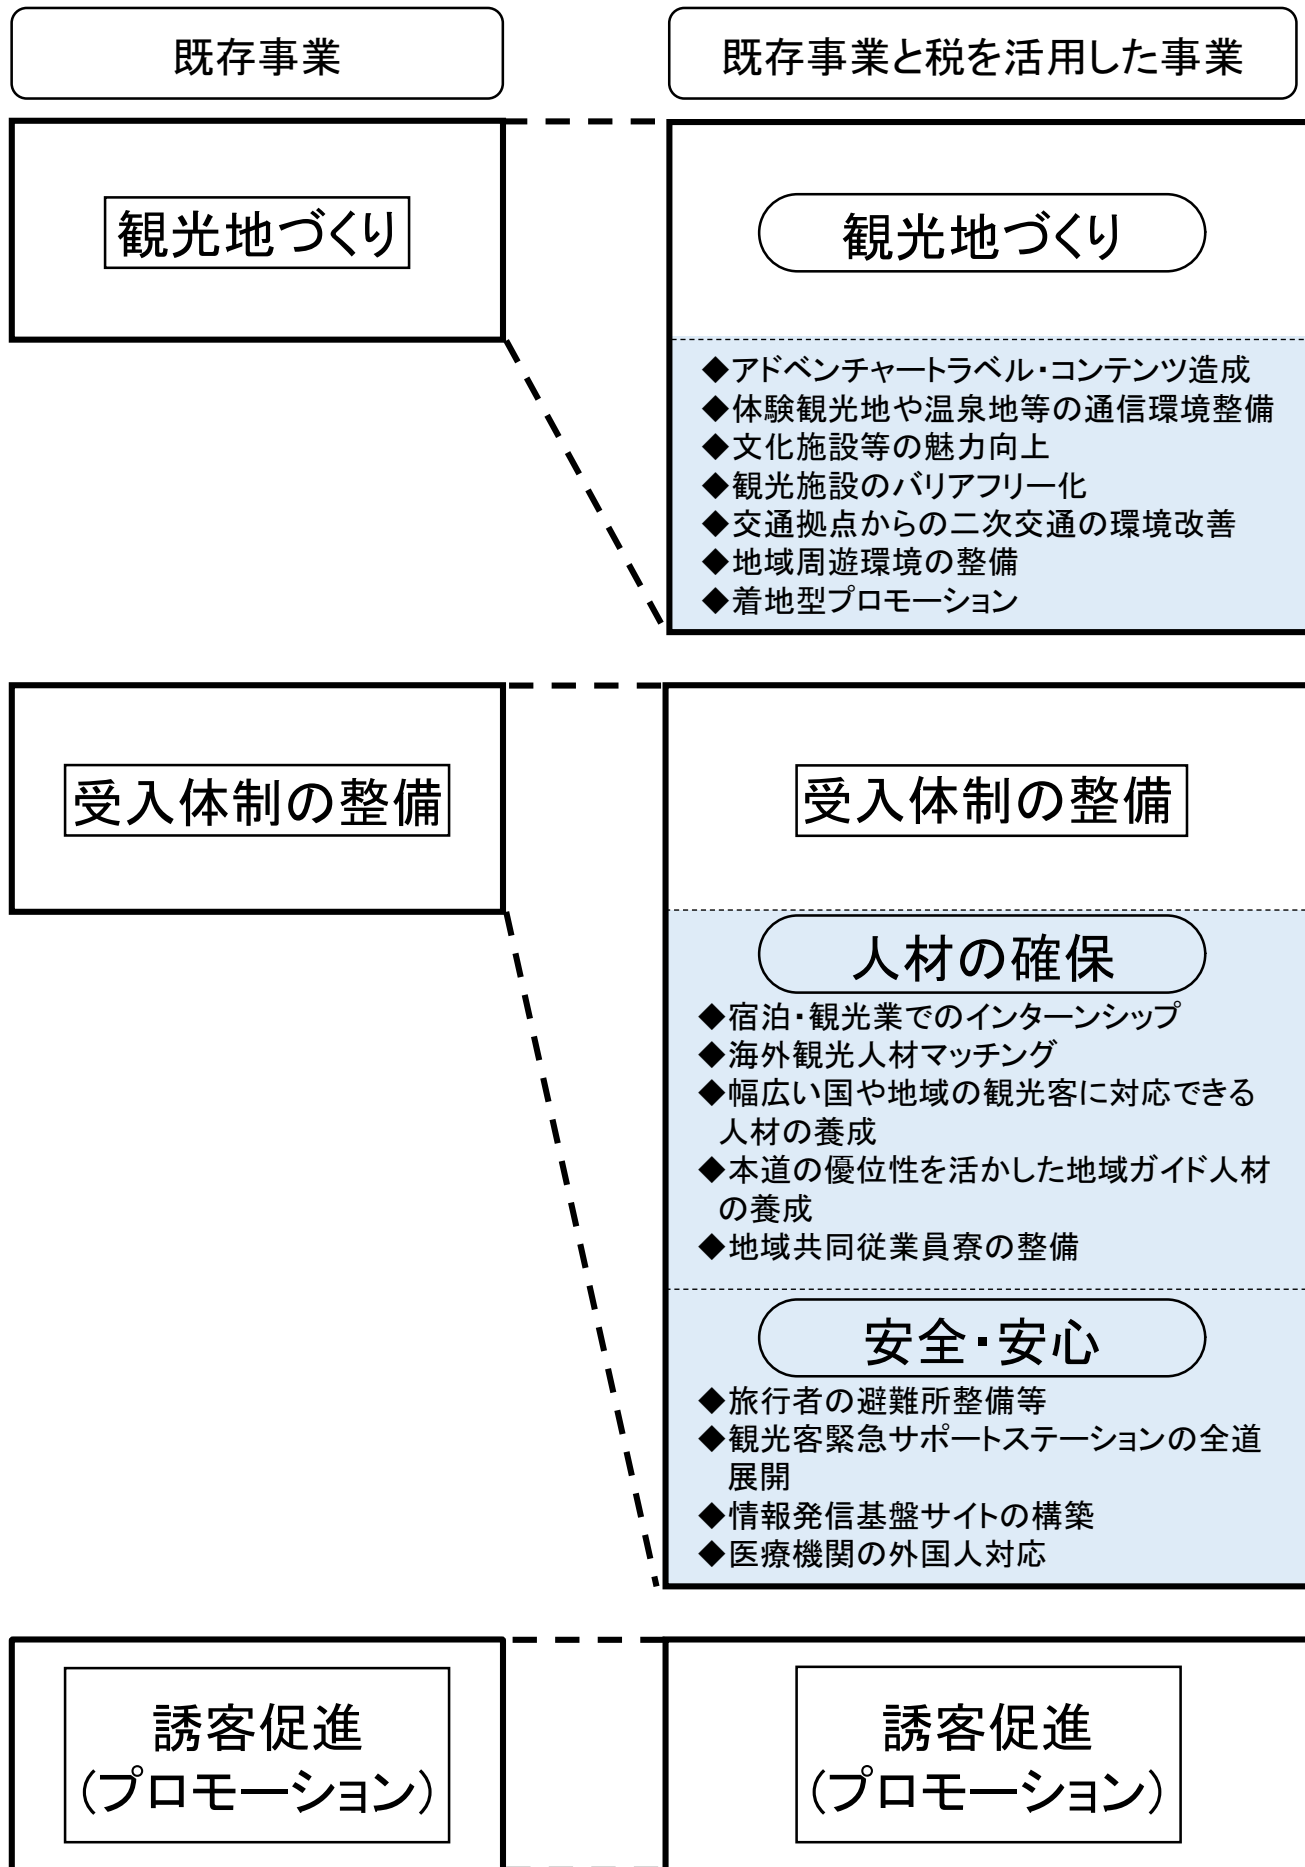 既存事業
既存事業と税を活用した事業
観光地づくり
観光地づくり
◆アドベンチャートラベル・コンテンツ造成
◆体験観光地や温泉地等の通信環境整備
◆文化施設等の魅力向上
◆観光施設のバリアフリー化
◆交通拠点からの二次交通の環境改善
◆地域周遊環境の整備
◆着地型プロモーション
受入体制の整備
受入体制の整備
人材の確保
◆宿泊・観光業でのインターンシップ
◆海外観光人材マッチング
◆幅広い国や地域の観光客に対応できる
人材の養成
◆本道の優位性を活かした地域ガイド人材
の養成
◆地域共同従業員寮の整備
安全・安心
◆旅行者の避難所整備等
◆観光客緊急サポートステーションの全道
展開
◆情報発信基盤サイトの構築
◆医療機関の外国人対応
誘客促進
(プロモーション)
誘客促進
(プロモーション)